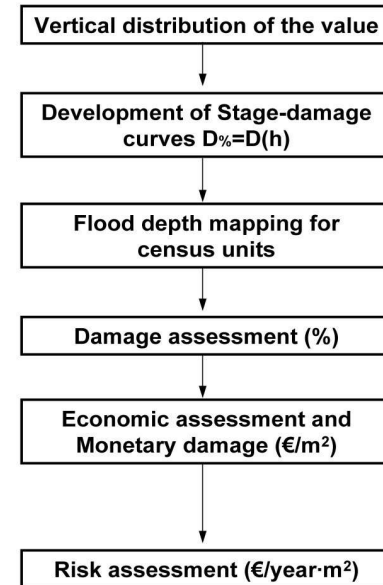 Vertical distribution of the value
Development of Stage-damage
curves D%=D(h)
Flood depth mapping for
census units
Damage assessment (%)
Economic assessment and
Monetary damage (€/m²)
Risk assessment (€/year·m²)